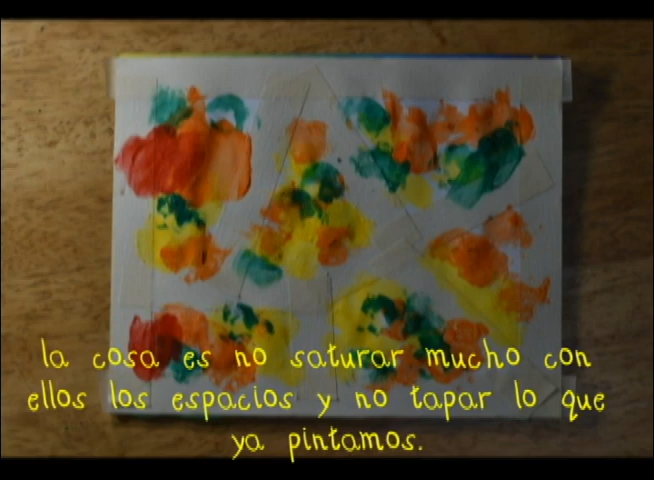 la cosa es no saturar mucho con
ellos los espacios y no tapar lo que
ya pintamos.